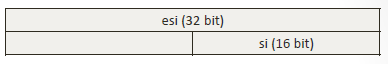 esi (32 bit)
si (16 bit)